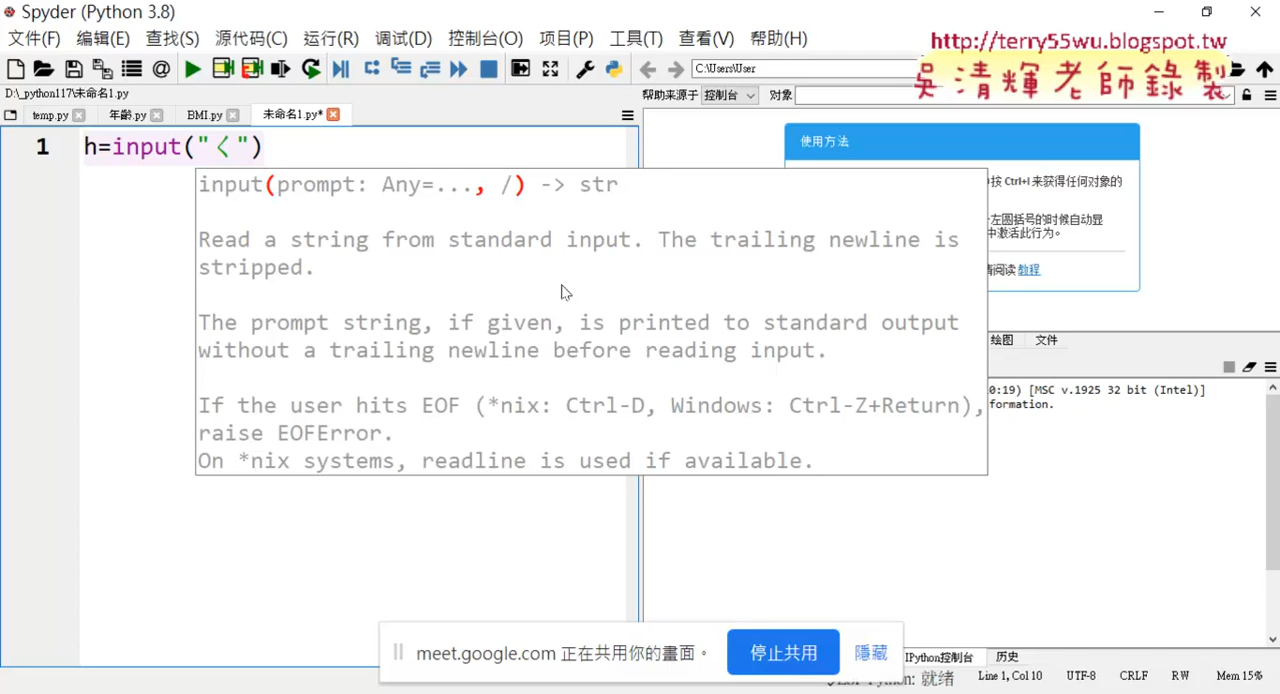 Spyder (Python 3.8)
文件(F) 编辑(E) 查找(S) 源代码(C) 运行(R) 调试(D) 控制台(O) 项目(P) 工具(T) 查看(V) 帮助(H)
http://terry55wu.blogspot.tw
吳清輝老師錄製
C:\Users\User
D:\_python117\未命名1.py
帮助来源于 控制台 对象
temp.py 年齡.py BMI.py 未命名1.py*
1 h=input("ㄑ")
使用方法
按 Ctrl+I 来获得任何对象的
左圆括号的时候自动显
中激活此行为。
请阅读 教程
input(prompt: Any=..., /) -> str
Read a string from standard input. The trailing newline is
stripped.
The prompt string, if given, is printed to standard output
without a trailing newline before reading input.
If the user hits EOF (*nix: Ctrl-D, Windows: Ctrl-Z+Return),
raise EOFError.
On *nix systems, readline is used if available.
绘图 文件
0:19) [MSC v.1925 32 bit (Intel)]
formation.
meet.google.com 正在共用你的畫面。 停止共用 隱藏
IPython控制台 历史
LSP Python: 就绪 Line 1, Col 10 UTF-8 CRLF RW Mem 15%